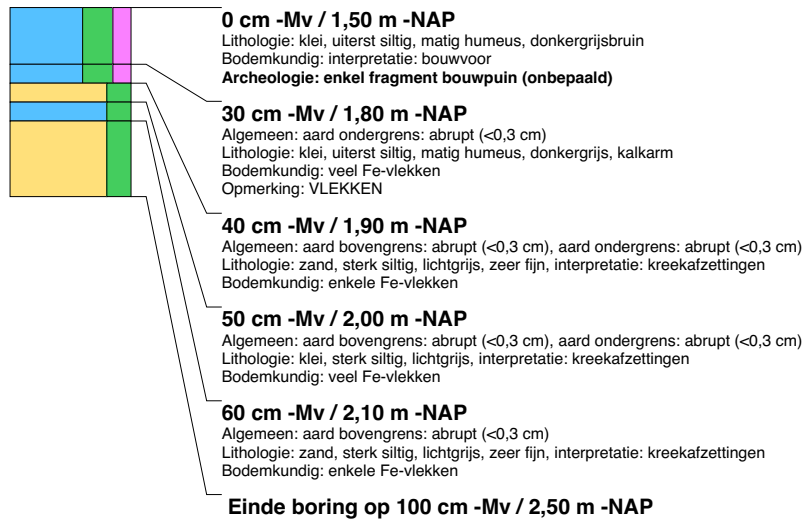 0 cm -Mv / 1,50 m -NAP
Lithologie: klei, uiterst siltig, matig humeus, donkergrijsbruin
Bodemkundig: interpretatie: bouwvoor
Archeologie: enkel fragment bouwpuin (onbepaald)
30 cm -Mv / 1,80 m -NAP
Algemeen: aard ondergrens: abrupt (<0,3 cm)
Lithologie: klei, uiterst siltig, matig humeus, donkergrijs, kalkarm
Bodemkundig: veel Fe-vlekken
Opmerking: VLEKKEN
40 cm -Mv / 1,90 m -NAP
Algemeen: aard bovengrens: abrupt (<0,3 cm), aard ondergrens: abrupt (<0,3 cm)
Lithologie: zand, sterk siltig, lichtgrijs, zeer fijn, interpretatie: kreekafzettingen
Bodemkundig: enkele Fe-vlekken
50 cm -Mv / 2,00 m -NAP
Algemeen: aard bovengrens: abrupt (<0,3 cm), aard ondergrens: abrupt (<0,3 cm)
Lithologie: klei, sterk siltig, lichtgrijs, interpretatie: kreekafzettingen
Bodemkundig: veel Fe-vlekken
60 cm -Mv / 2,10 m -NAP
Algemeen: aard bovengrens: abrupt (<0,3 cm)
Lithologie: zand, sterk siltig, lichtgrijs, zeer fijn, interpretatie: kreekafzettingen
Bodemkundig: enkele Fe-vlekken
Einde boring op 100 cm -Mv / 2,50 m -NAP